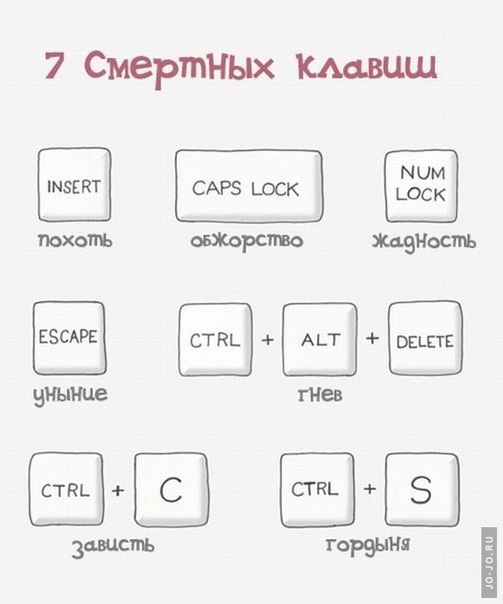 7 Смертных клавиш
INSERT
CAPS LOCK
NUM
LOCK
похоть
обжорство
жадность
ESCAPE
CTRL + ALT + DELETE
уныние
гнев
CTRL + C
CTRL + S
зависть
гордыня
JO-JO.RU